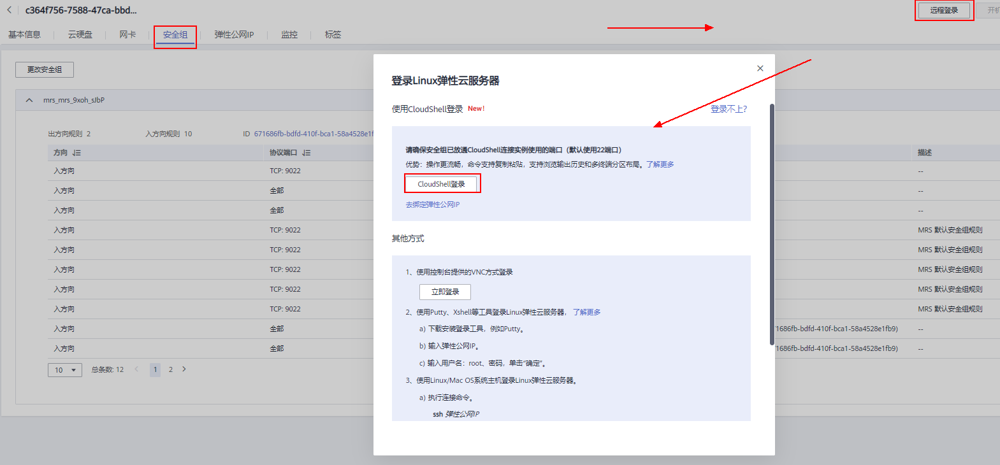 c364f756-7588-47ca-bbd...
远程登录
开机
基本信息
云硬盘
网卡
安全组
弹性公网IP
监控
标签
更改安全组
登录Linux弹性云服务器
mrs_mrs_9xoh_sJbP
使用CloudShell登录 New!
登录不上?
出方向规则 2
入方向规则 10
ID 671686fb-bdfd-410f-bca1-58a4528e1f
方向
协议端口
描述
入方向 TCP: 9022 --
入方向 全部 --
入方向 全部 --
入方向 TCP: 9022 MRS 默认安全组规则
入方向 TCP: 9022 MRS 默认安全组规则
入方向 TCP: 9022 MRS 默认安全组规则
入方向 TCP: 9022 MRS 默认安全组规则
入方向 TCP: 9022 MRS 默认安全组规则
入方向 全部 71686fb-bdfd-410f-bca1-58a4528e1fb9) --
入方向 全部 71686fb-bdfd-410f-bca1-58a4528e1fb9) --
10
总条数: 12
1
2
请确保安全组已放通CloudShell连接实例使用的端口（默认使用22端口）
优势：操作更流畅，命令支持复制粘贴，支持浏览输出历史和多终端分区布局。了解更多
CloudShell登录
去绑定弹性公网IP
其他方式
1、使用控制台提供的VNC方式登录
立即登录
2、使用Putty、Xshell等工具登录Linux弹性云服务器， 了解更多
a) 下载安装登录工具，例如Putty。
b) 输入弹性公网IP。
c) 输入用户名：root、密码，单击“确定”。
3、使用Linux/Mac OS系统主机登录Linux弹性云服务器。
a) 执行连接命令。
ssh 弹性公网IP